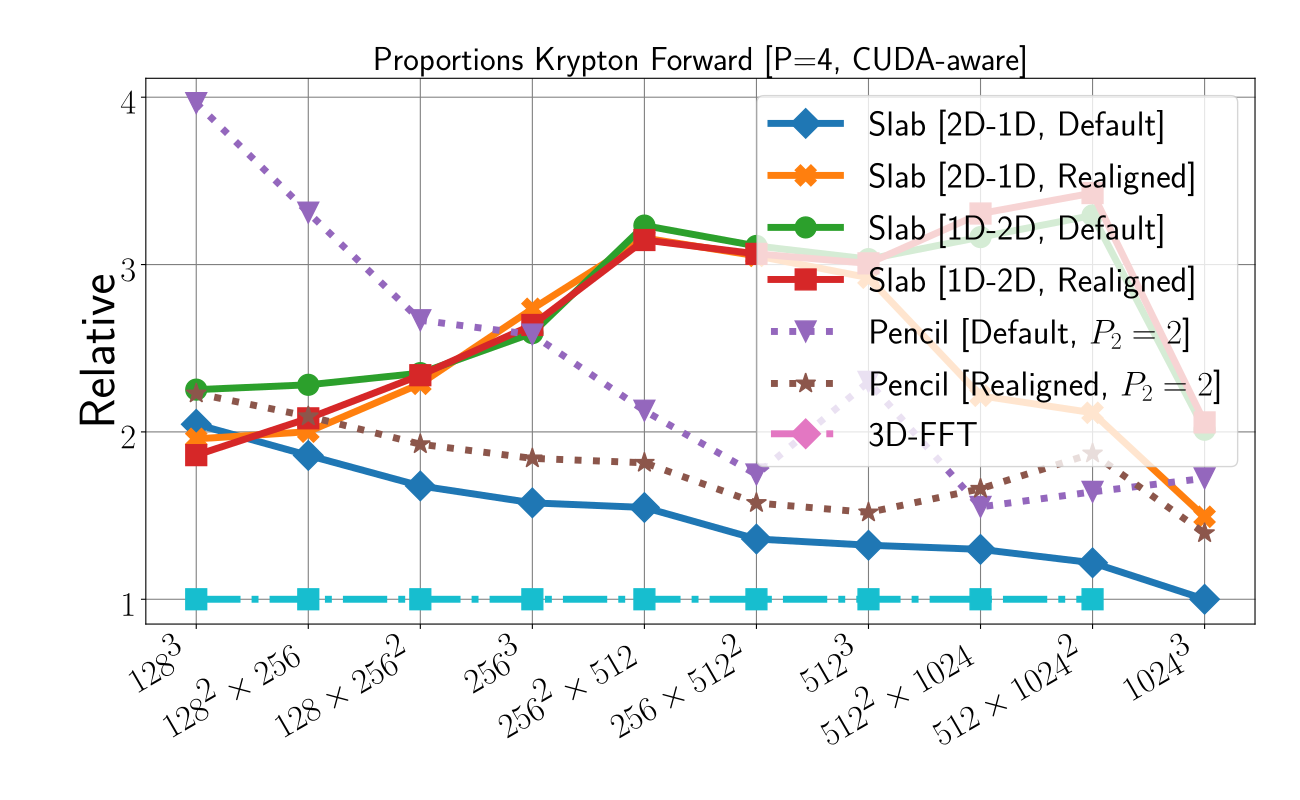 Proportions Krypton Forward [P=4, CUDA-aware]
Relative
4
3
2
1
Slab [2D-1D, Default]
Slab [2D-1D, Realigned]
Slab [1D-2D, Default]
Slab [1D-2D, Realigned]
Pencil [Default, P₂ = 2]
Pencil [Realigned, P₂ = 2]
3D-FFT
128³
128² × 256
128 × 256²
256³
256² × 512
256 × 512²
512³
512² × 1024
512 × 1024²
1024³